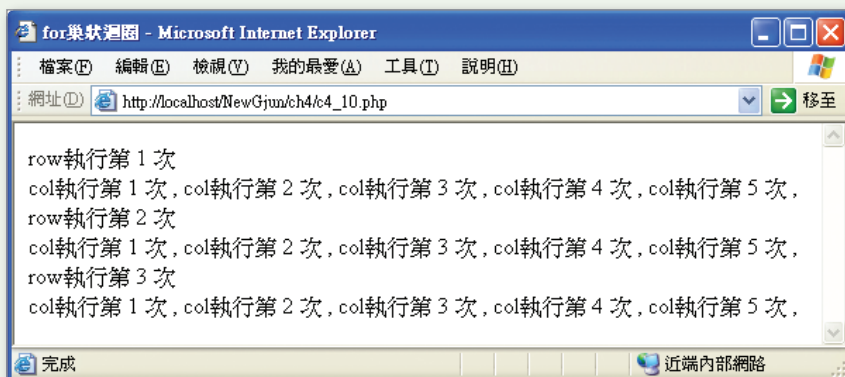 for巢狀迴圈 - Microsoft Internet Explorer
檔案(F) 編輯(E) 檢視(V) 我的最愛(A) 工具(T) 說明(H)
網址(D) http://localhost/NewGjun/ch4/c4_10.php 移至
row執行第 1 次
col執行第 1 次 , col執行第 2 次 , col執行第 3 次 , col執行第 4 次 , col執行第 5 次 ,
row執行第 2 次
col執行第 1 次 , col執行第 2 次 , col執行第 3 次 , col執行第 4 次 , col執行第 5 次 ,
row執行第 3 次
col執行第 1 次 , col執行第 2 次 , col執行第 3 次 , col執行第 4 次 , col執行第 5 次 ,
完成 近端內部網路